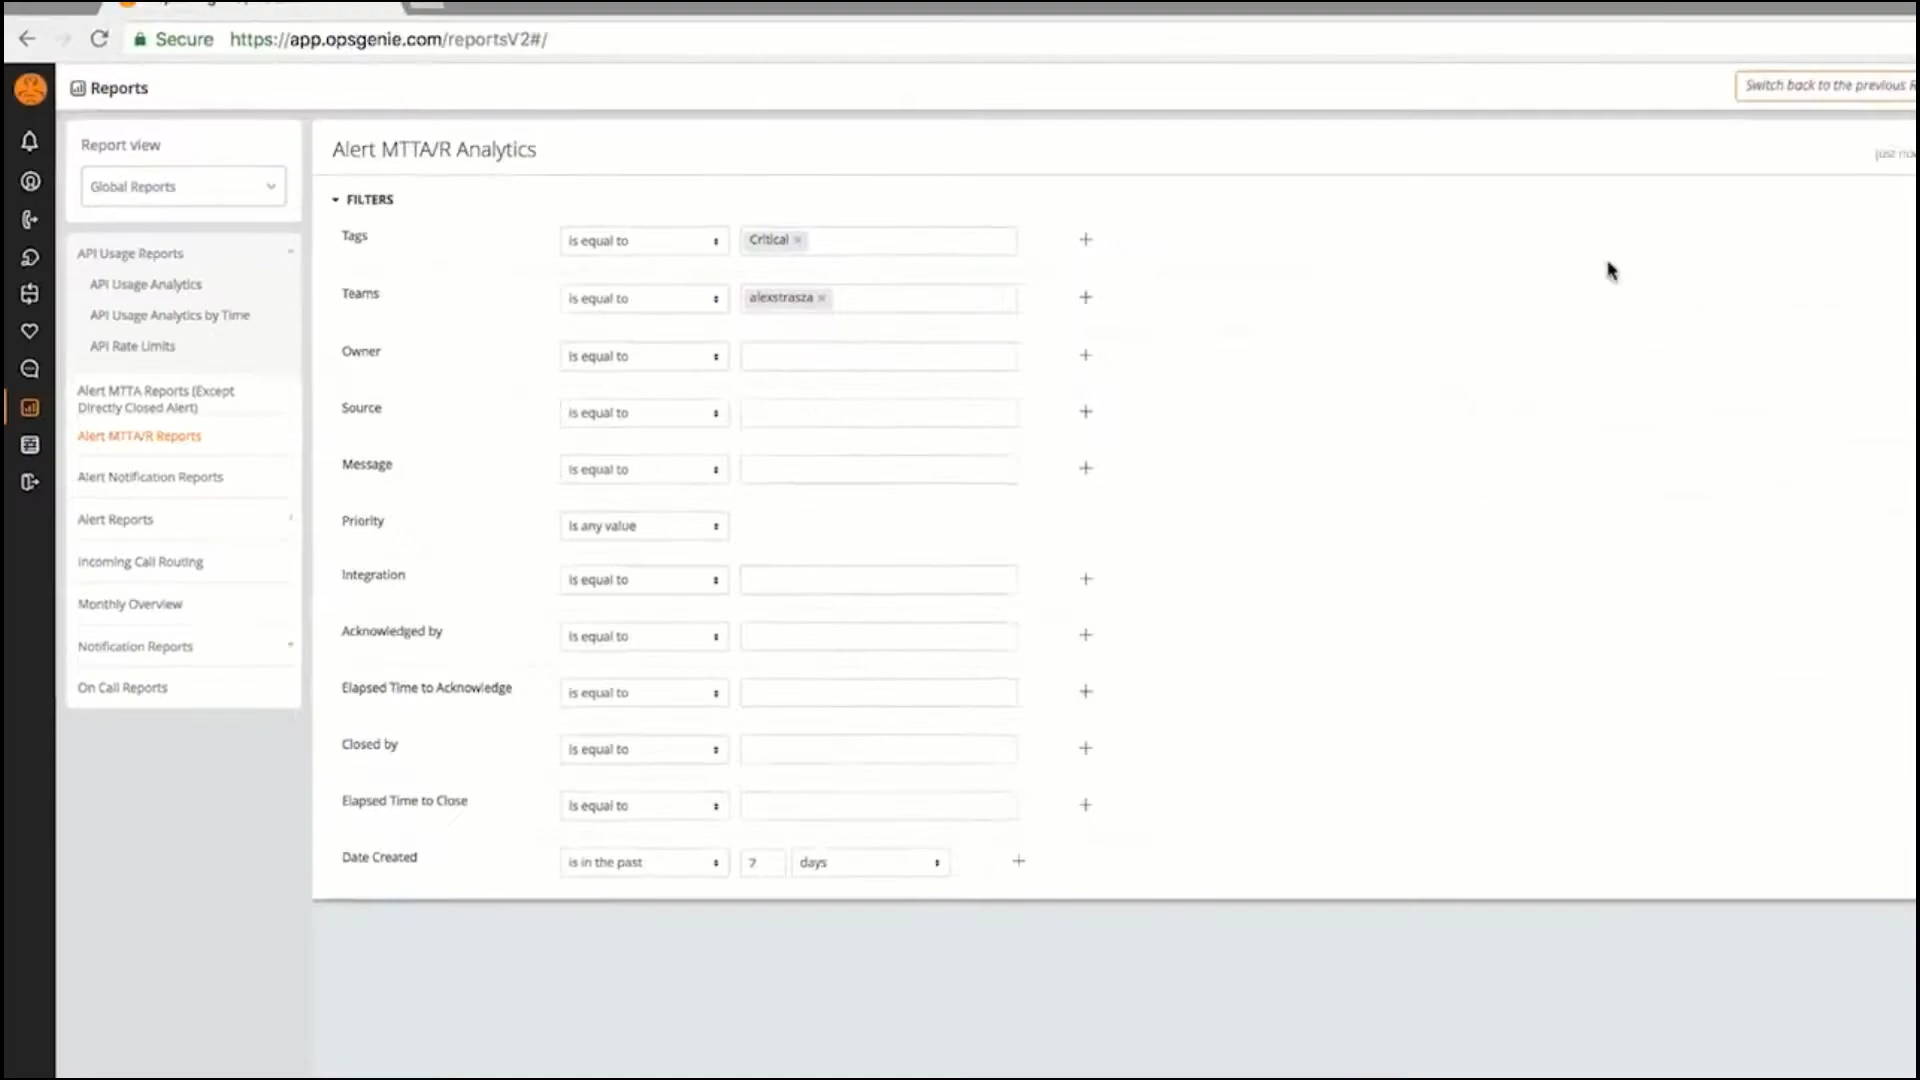 Secure https://app.opsgenie.com/reportsV2#/
Reports
Switch back to the previous
Report view
Global Reports
API Usage Reports
API Usage Analytics
API Usage Analytics by Time
API Rate Limits
Alert MTTA Reports (Except
Directly Closed Alert)
Alert MTTA/R Reports
Alert Notification Reports
Alert Reports
Incoming Call Routing
Monthly Overview
Notification Reports
On Call Reports
Alert MTTA/R Analytics
just
FILTERS
Tags is equal to Critical × +
Teams is equal to alexstrasza × +
Owner is equal to +
Source is equal to +
Message is equal to +
Priority is any value
Integration is equal to +
Acknowledged by is equal to +
Elapsed Time to Acknowledge is equal to +
Closed by is equal to +
Elapsed Time to Close is equal to +
Date Created is in the past 7 days +